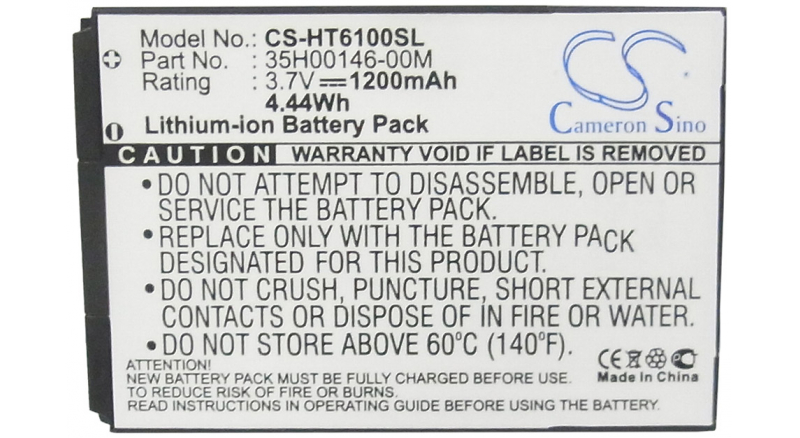 Model No.: CS-HT6100SL
Part No. : 35H00146-00M
Rating : 3.7V 1200mAh
4.44Wh
Lithium-ion Battery Pack
CS
Cameron Sino
CAUTION WARRANTY VOID IF LABEL IS REMOVED
•DO NOT ATTEMPT TO DISASSEMBLE, OPEN OR
SERVICE THE BATTERY PACK.
•REPLACE ONLY WITH THE BATTERY PACK
DESIGNATED FOR THIS PRODUCT.
•DO NOT CRUSH, PUNCTURE, SHORT EXTERNAL
CONTACTS OR DISPOSE OF IN FIRE OR WATER.
•DO NOT STORE ABOVE 60°C (140°F).
CE
Made In China
ATTENTION!
NEW BATTERY PACK MUST BE FULLY CHARGED BEFORE USE.
TO REDUCE RISK OF FIRE OR BURNS.
READ INSTRUCTIONS IN OPERATING GUIDE BEFORE USE.